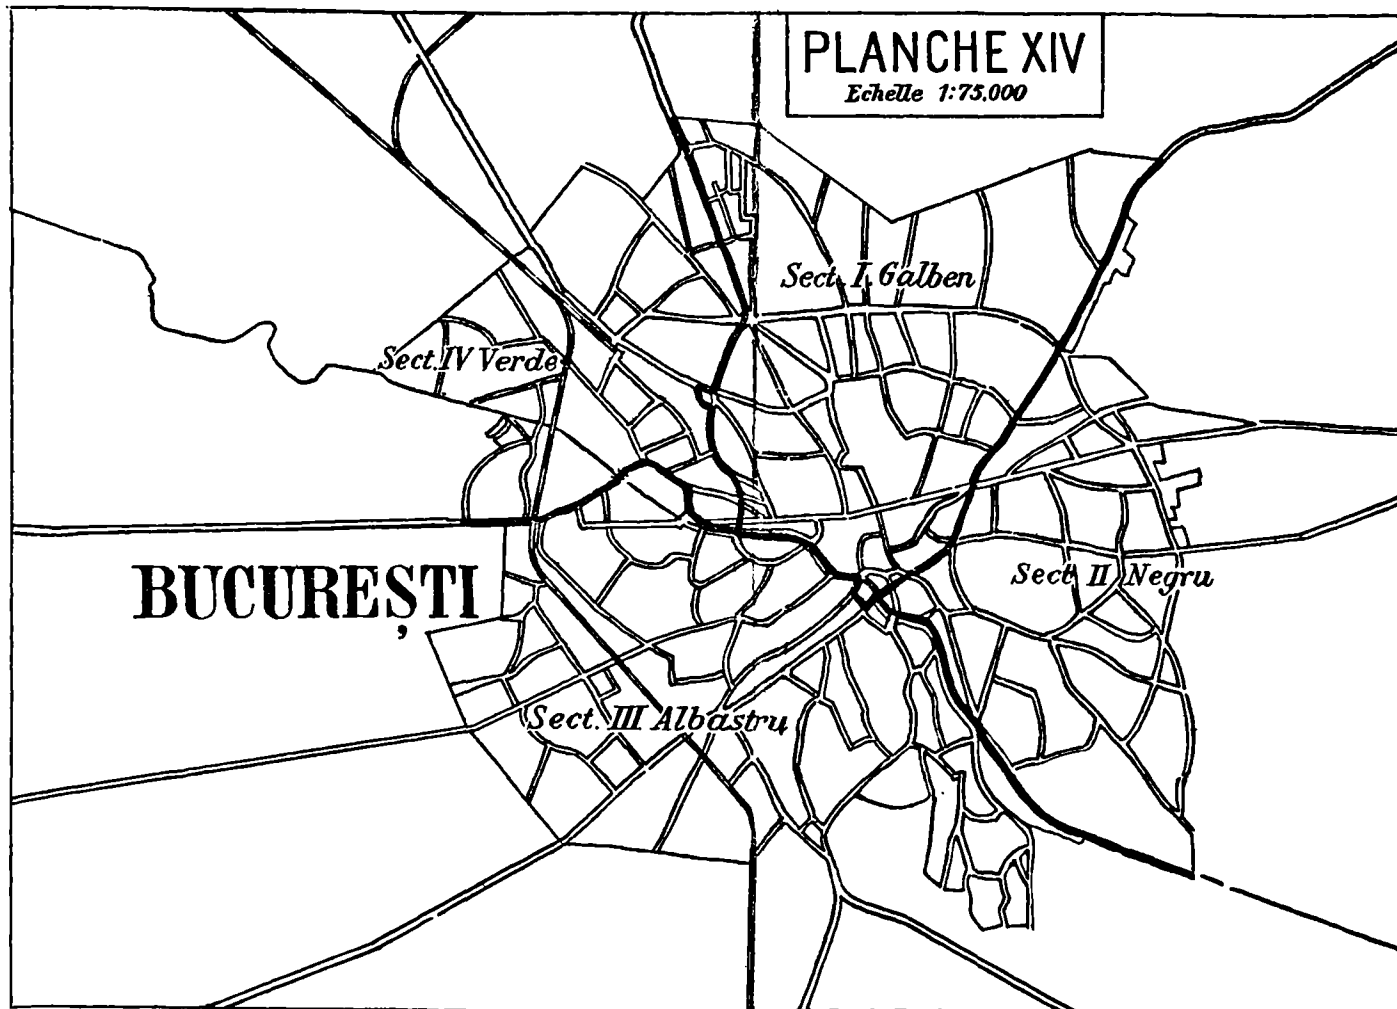 PLANCHE XIV
Echelle 1:75.000
Sect. I Galben
Sect. IV Verde
BUCUREȘTI
Sect. II Negru
Sect. III Albastru